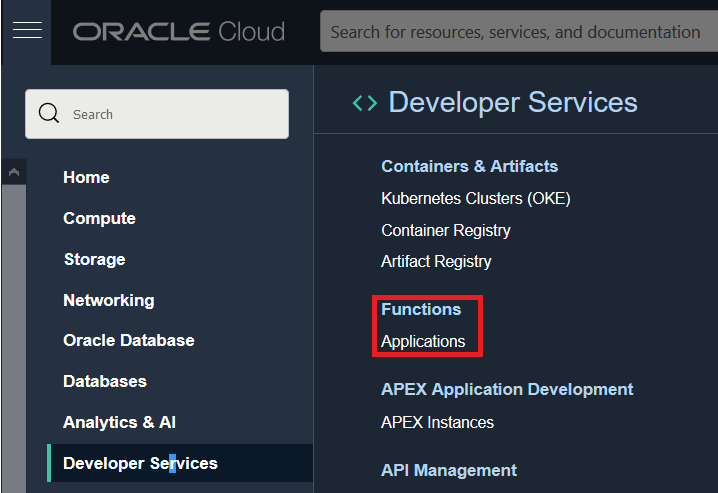 ORACLE Cloud
Search for resources, services, and documentation
Search
Home
Compute
Storage
Networking
Oracle Database
Databases
Analytics & AI
Developer Services
Developer Services
Containers & Artifacts
Kubernetes Clusters (OKE)
Container Registry
Artifact Registry
Functions
Applications
APEX Application Development
APEX Instances
API Management